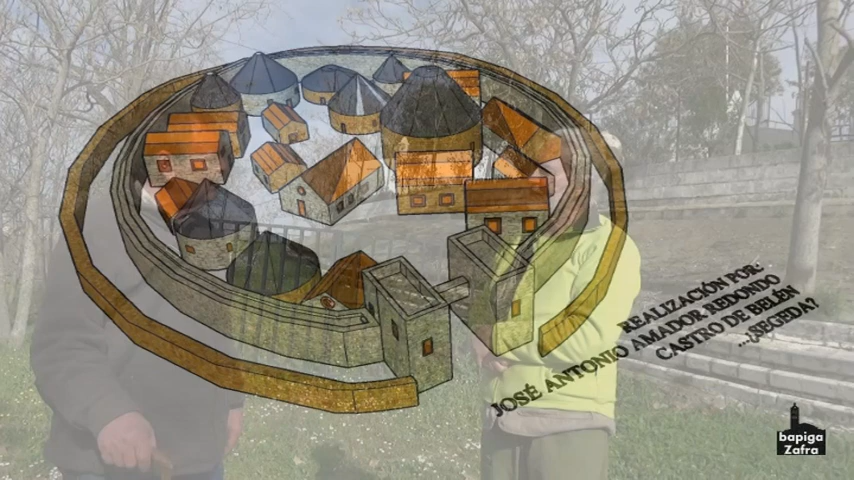 REALIZACIÓN POR:
JOSÉ ANTONIO AMADOR REDONDO
CASTRO DE BELÉN
...¿SEGEDA?
bapiga
Zafra